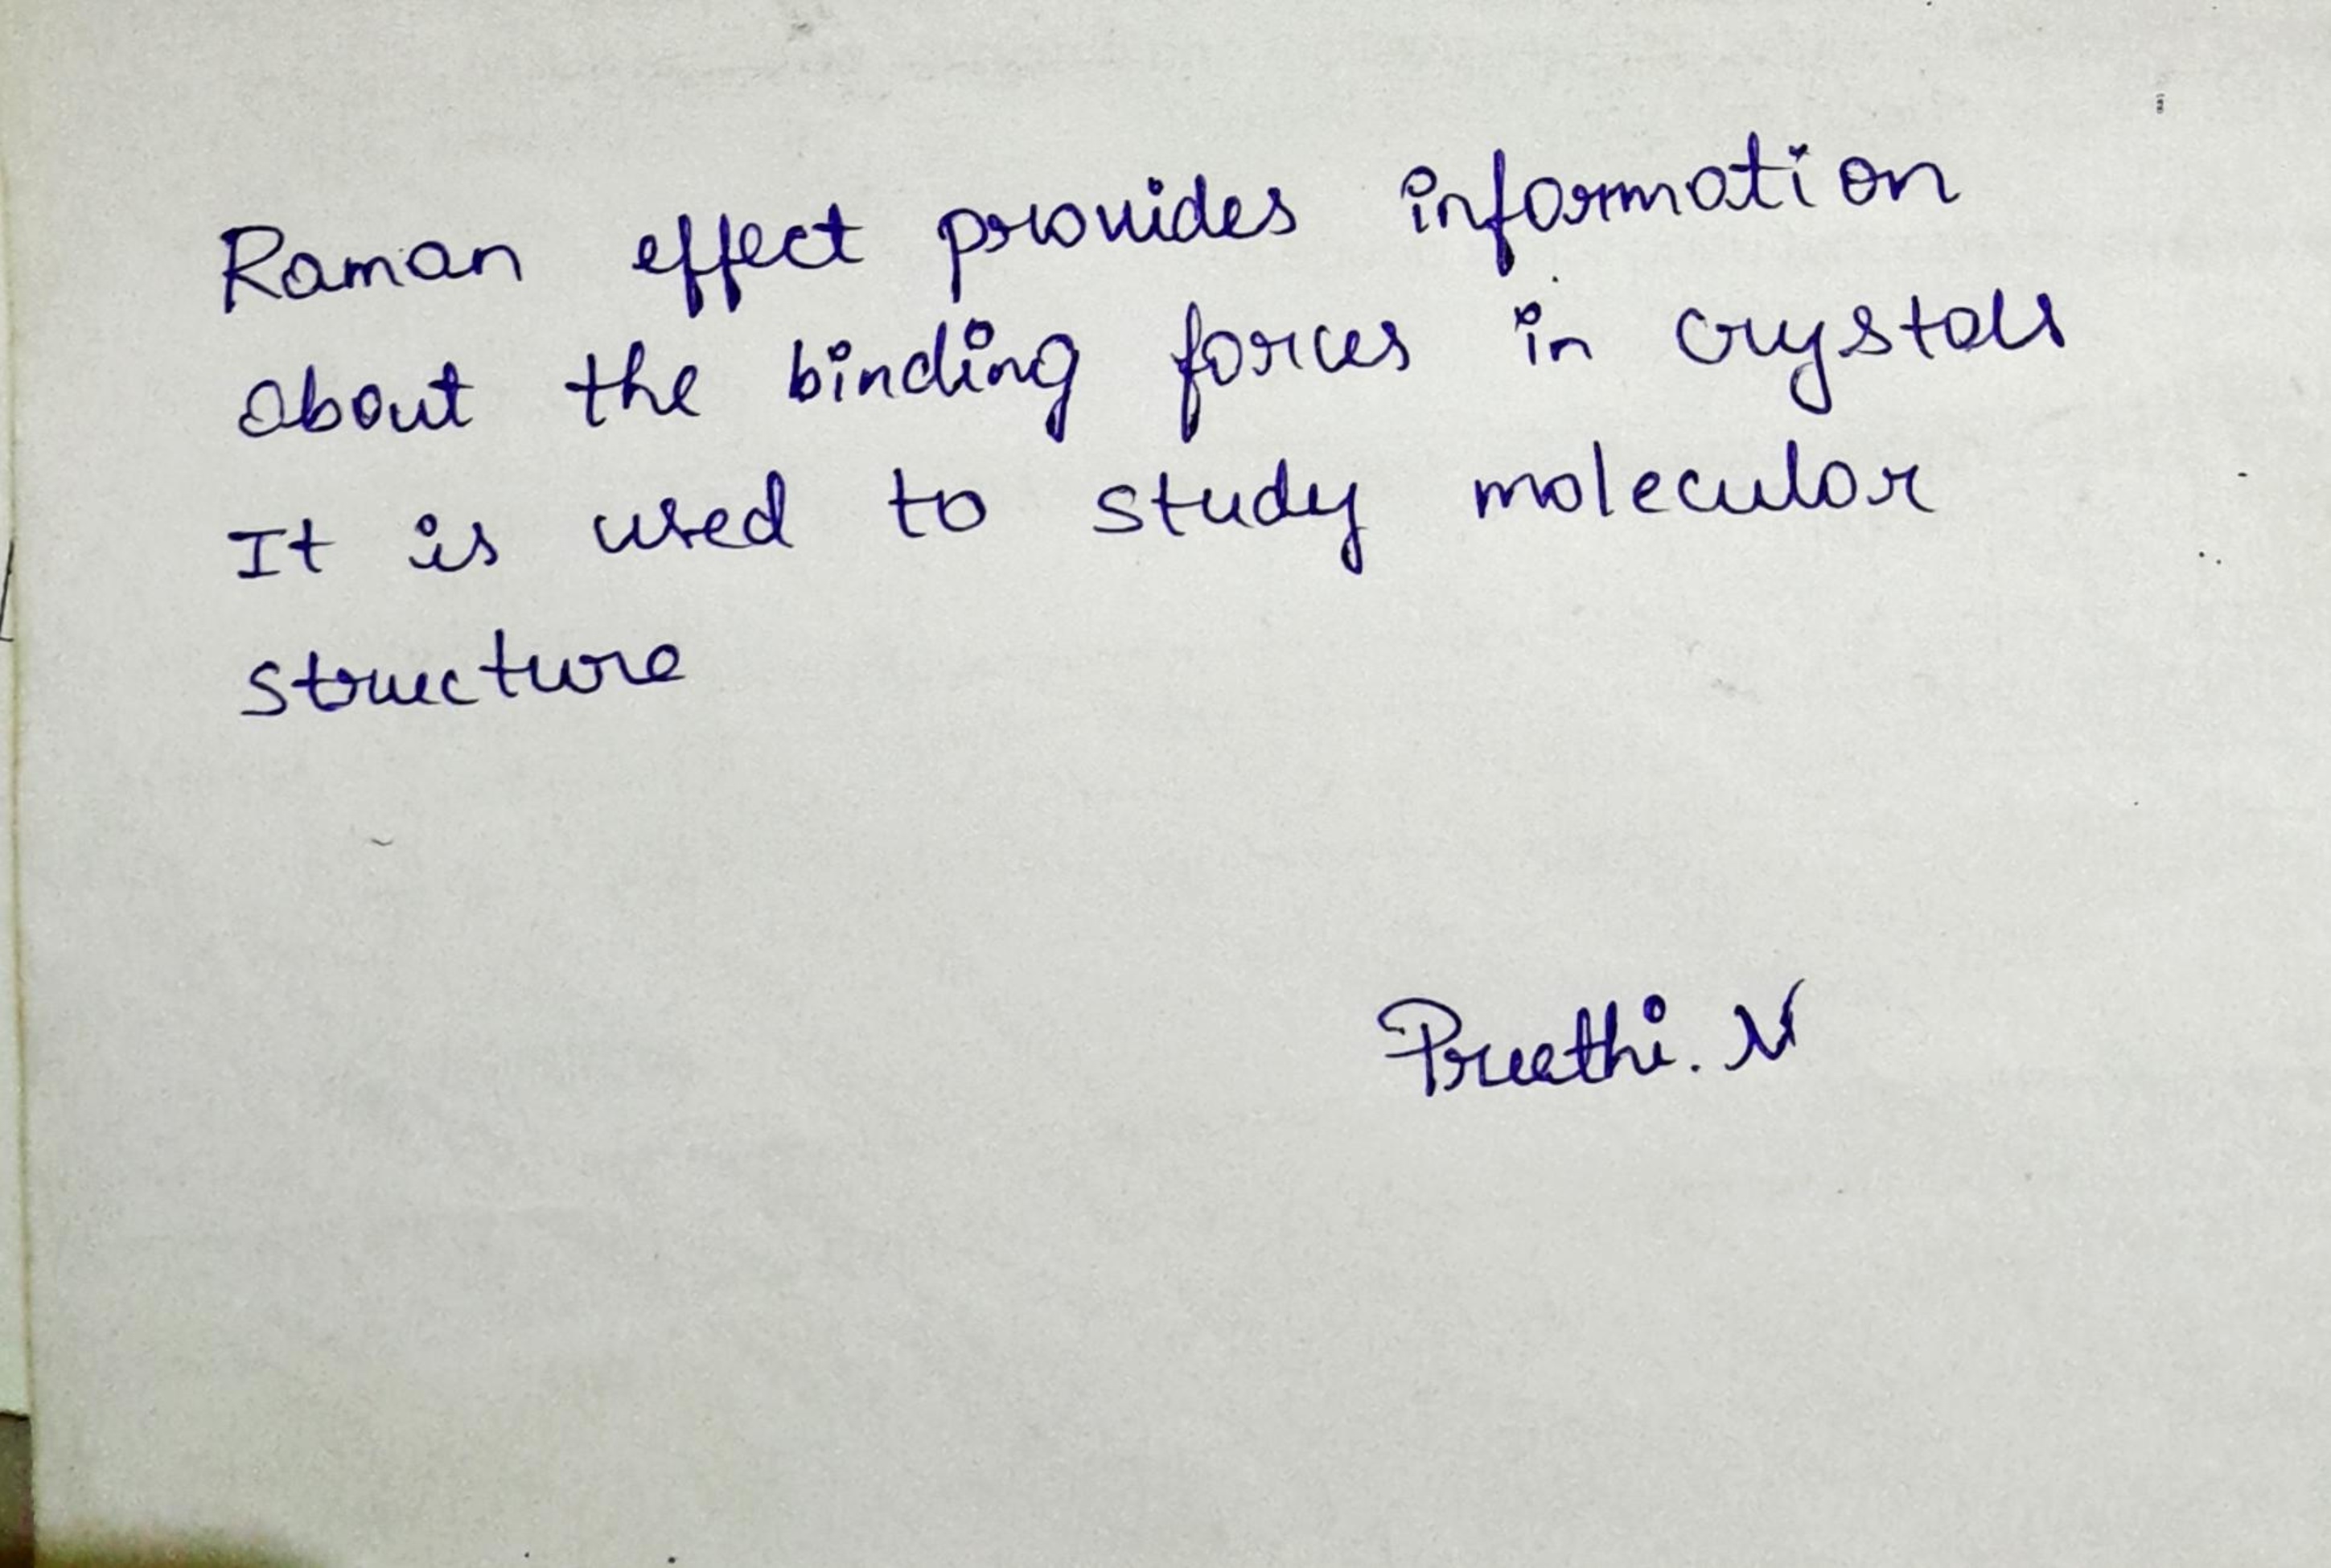 Raman effect provides information
about the binding forces in crystals
It is used to study molecular
structure
Preethi. N